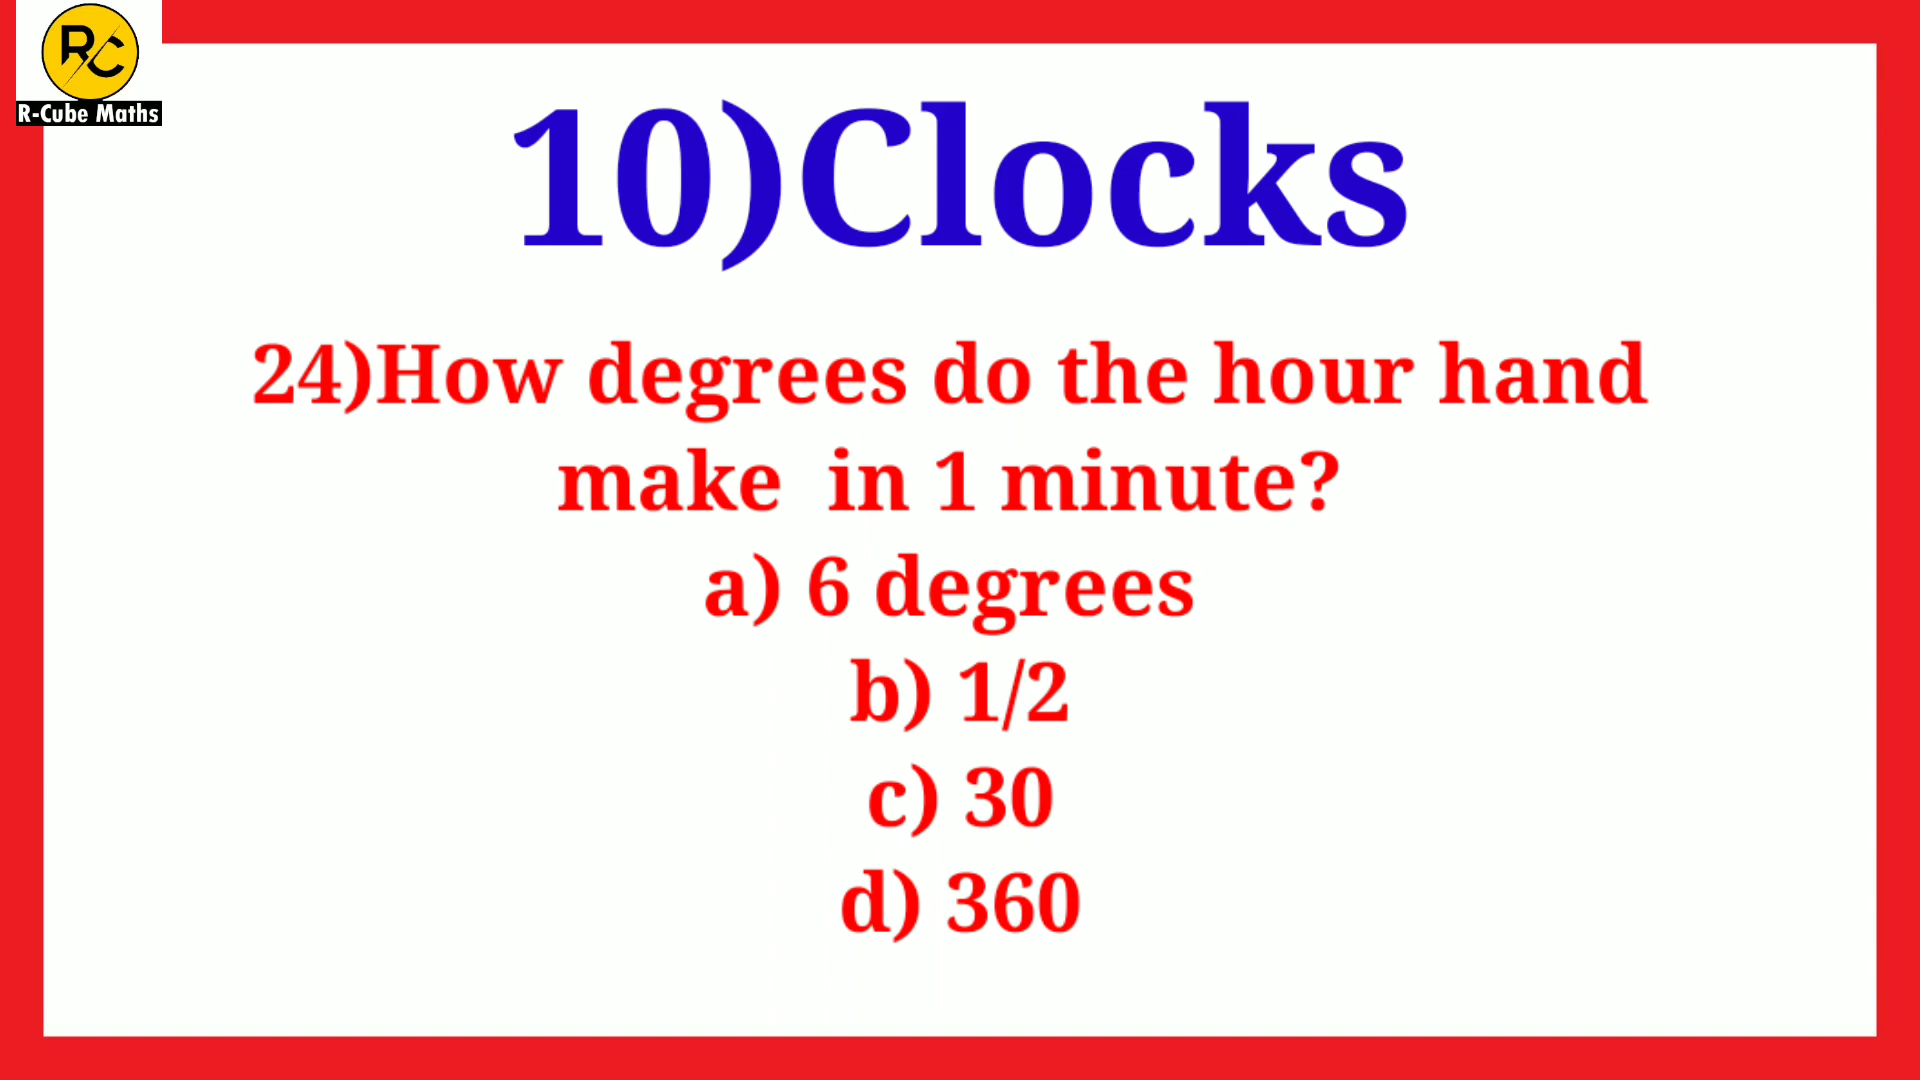 RC
R-Cube Maths
10)Clocks
24)How degrees do the hour hand
make  in 1 minute?
a) 6 degrees
b) 1/2
c) 30
d) 360